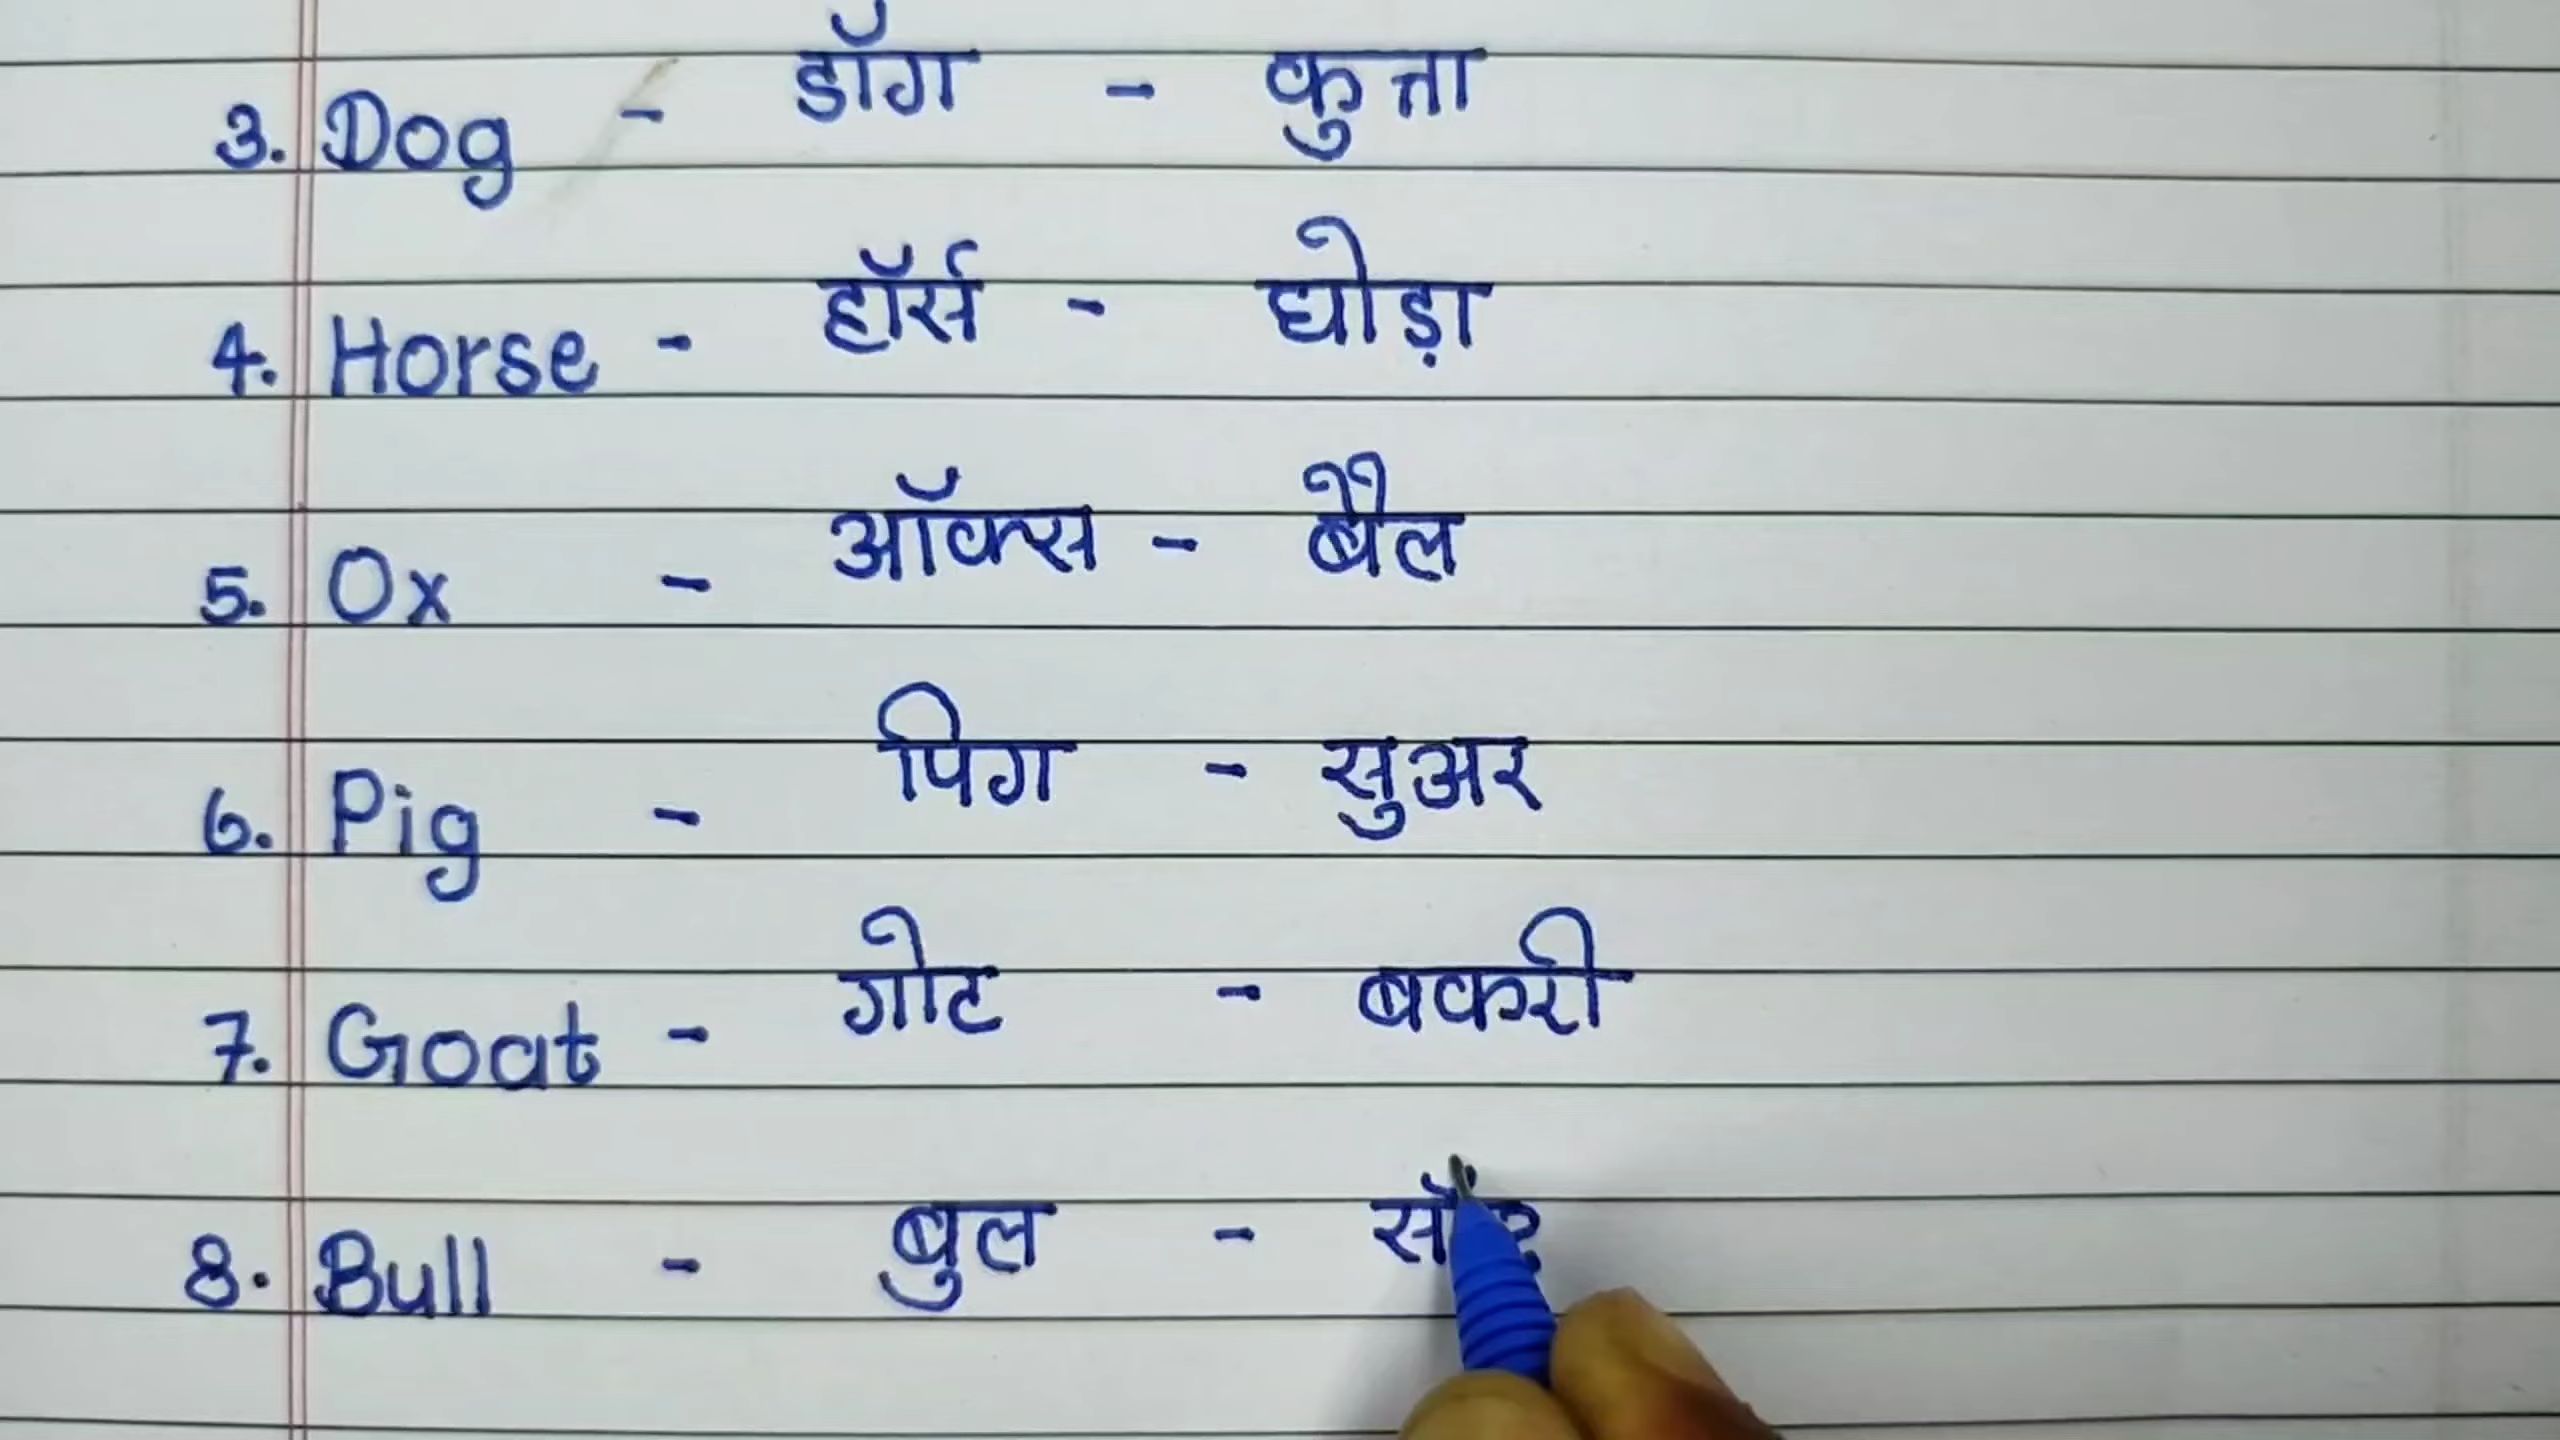 3. Dog - डॉग - कुत्ता
4. Horse - हॉर्स - घोड़ा
5. Ox - ऑक्स - बैल
6. Pig - पिग - सुअर
7. Goat - गोट - बकरी
8. Bull - बुल -